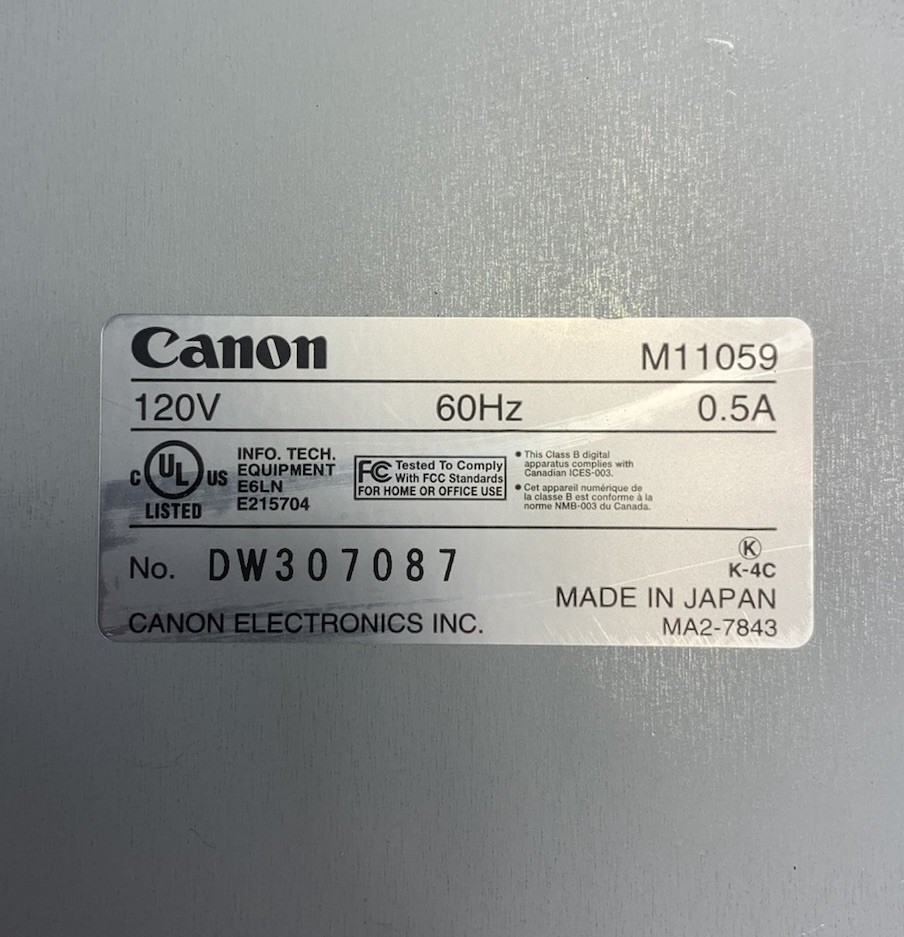 Canon M11059
120V 60Hz 0.5A
C UL US LISTED
INFO. TECH.
EQUIPMENT
E6LN
E215704
FC Tested To Comply
With FCC Standards
FOR HOME OR OFFICE USE
• This Class B digital
apparatus complies with
Canadian ICES-003.
• Cet appareil numérique de
la classe B est conforme à la
norme NMB-003 du Canada.
No. DW307087
K
K-4C
MADE IN JAPAN
CANON ELECTRONICS INC. MA2-7843